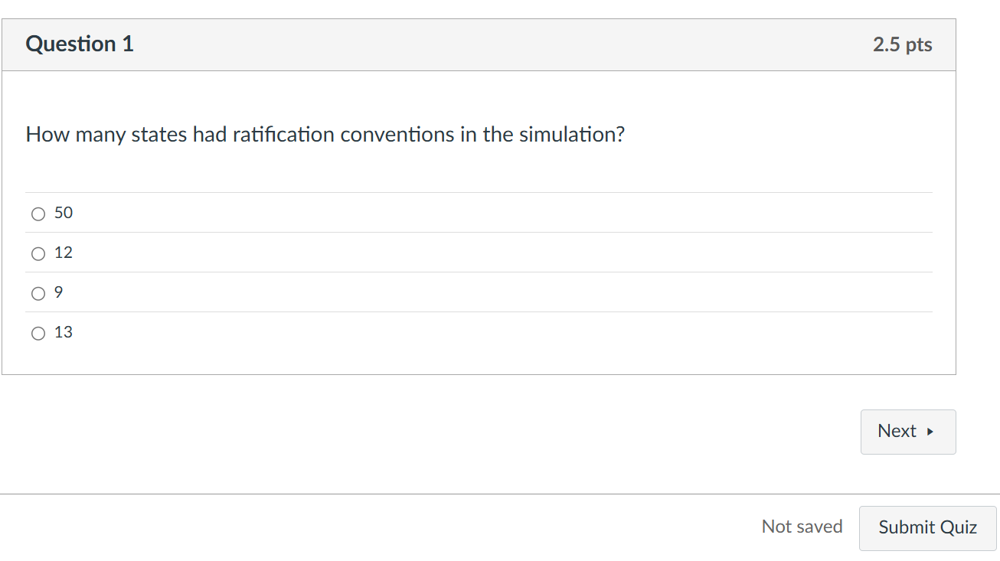 Question 1
2.5 pts
How many states had ratification conventions in the simulation?
50
12
9
13
Next
Not saved
Submit Quiz